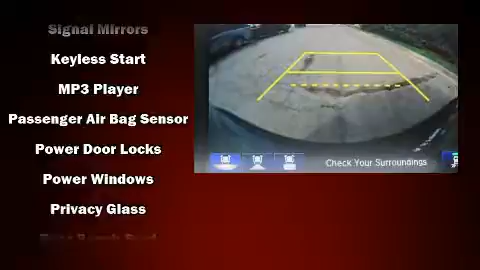 Signal Mirrors
Keyless Start
MP3 Player
Passenger Air Bag Sensor
Power Door Locks
Power Windows
Privacy Glass
Check Your Surroundings